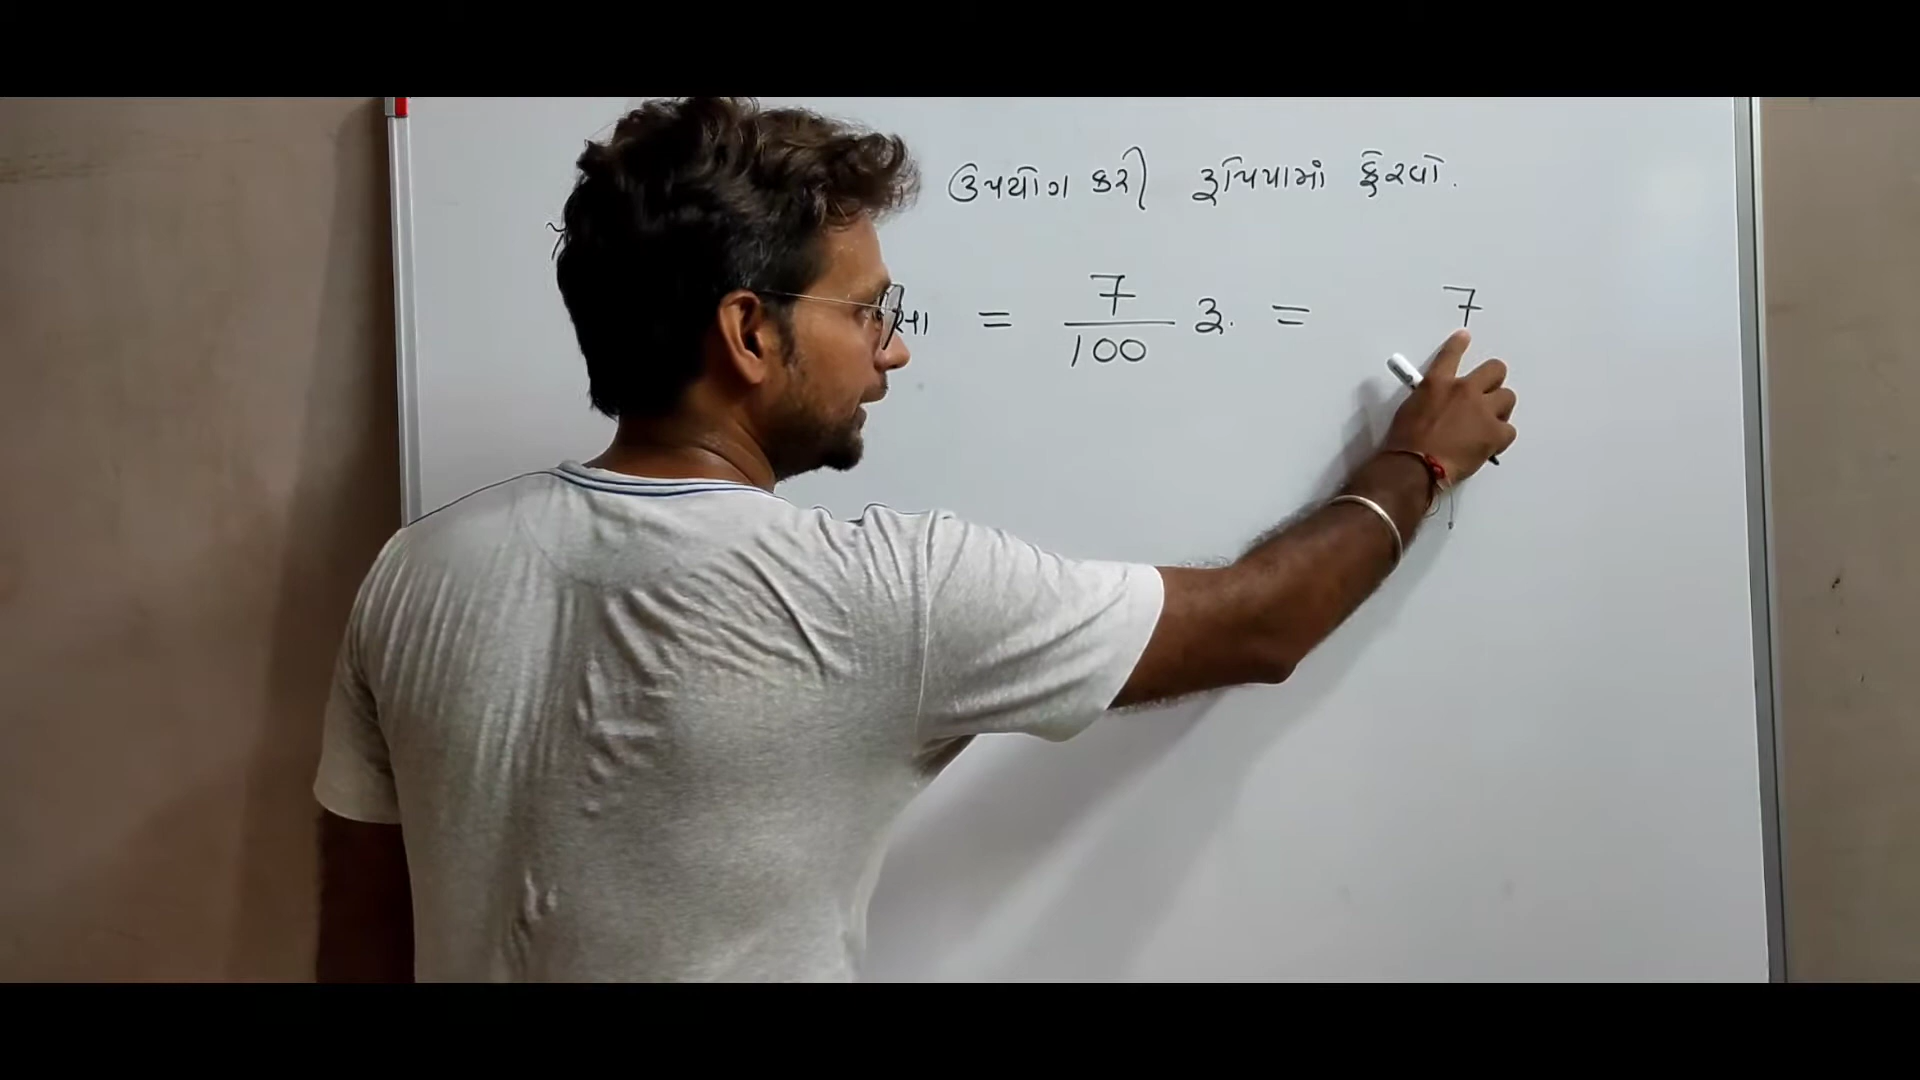 ઉપયોગ કરી રૂપિયામાં ફેરવો.
= 7/100 રૂ. = 7